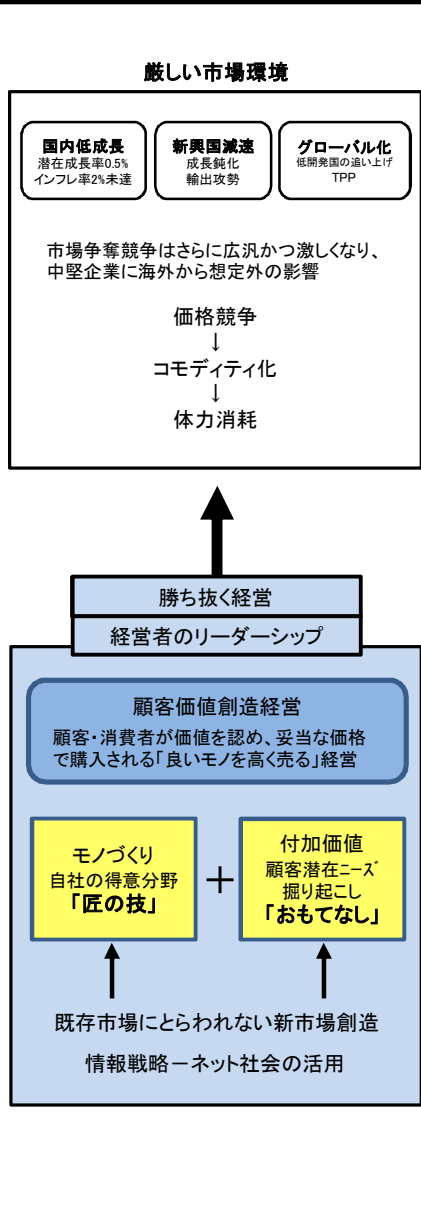 厳しい市場環境
国内低成長
潜在成長率0.5%
インフレ率2%未達
新興国減速
成長鈍化
輸出攻勢
グローバル化
低開発国の追い上げ
TPP
市場争奪競争はさらに広汎かつ激しくなり、
中堅企業に海外から想定外の影響
価格競争
↓
コモディティ化
↓
体力消耗
勝ち抜く経営
経営者のリーダーシップ
顧客価値創造経営
顧客・消費者が価値を認め、妥当な価格
で購入される「良いモノを高く売る」経営
モノづくり
自社の得意分野
「匠の技」
＋
付加価値
顧客潜在ニーズ
掘り起こし
「おもてなし」
既存市場にとらわれない新市場創造
情報戦略－ネット社会の活用